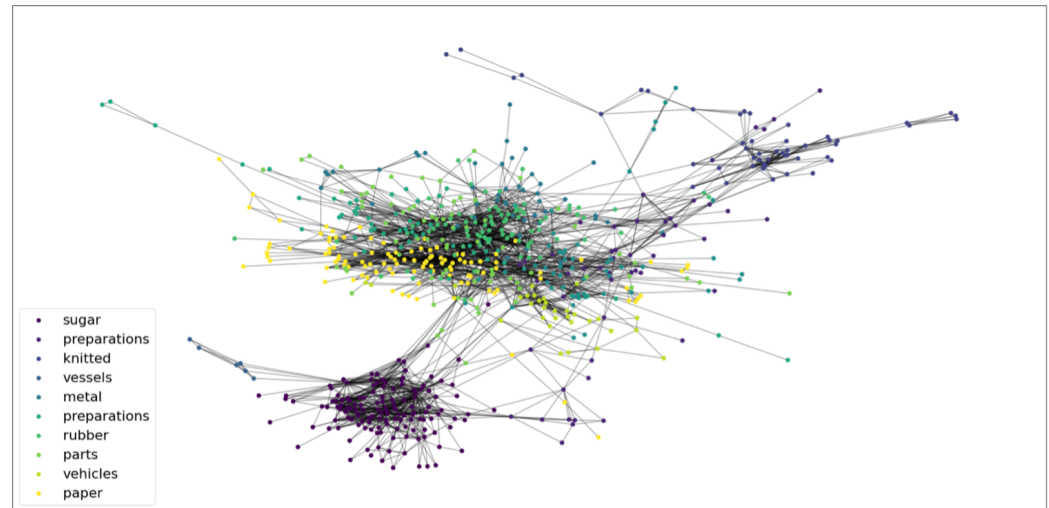 sugar
preparations
knitted
vessels
metal
preparations
rubber
parts
vehicles
paper